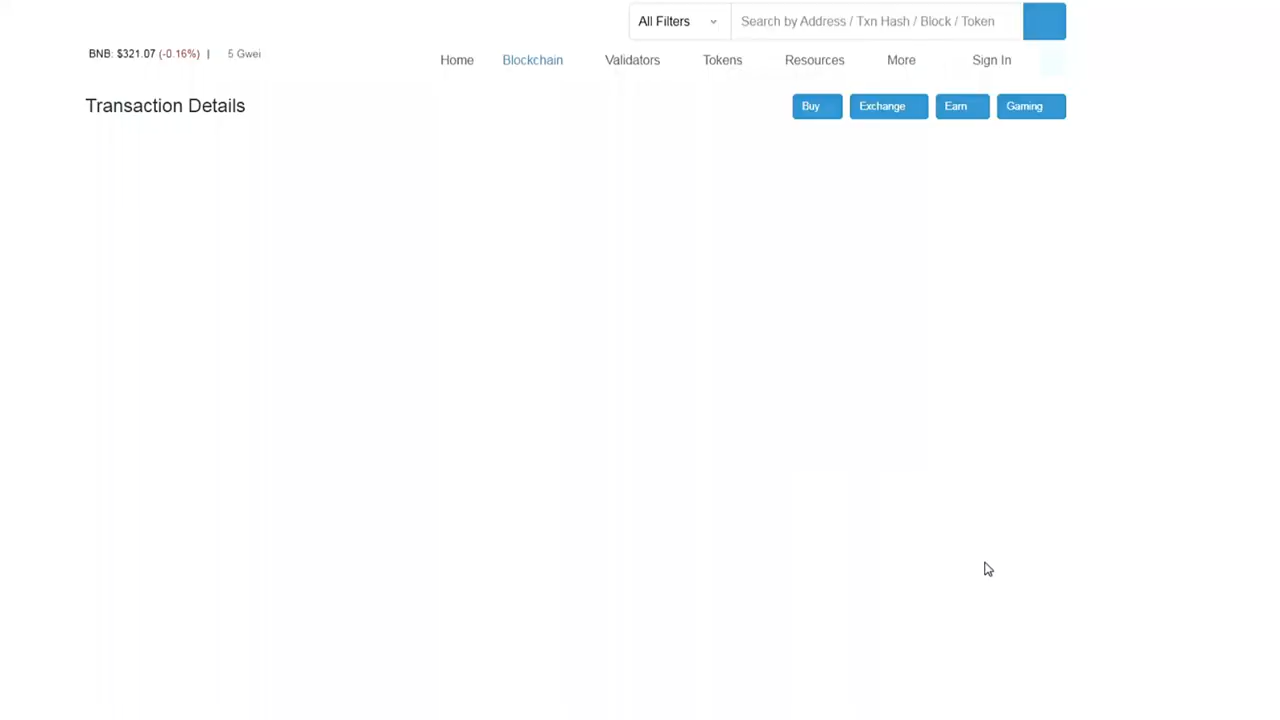 All Filters Search by Address / Txn Hash / Block / Token
BNB: $321.07 (-0.16%) | 5 Gwei
Home Blockchain Validators Tokens Resources More Sign In
Transaction Details Buy Exchange Earn Gaming